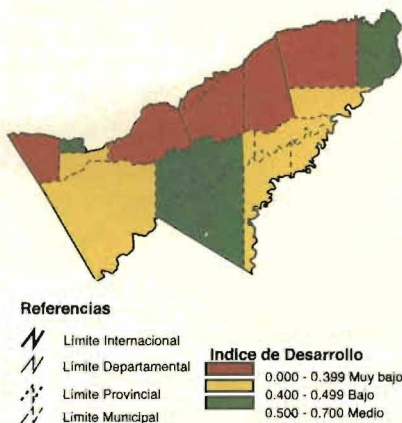 Referencias
Límite Internacional
Límite Departamental
Límite Provincial
Límite Municipal
Indice de Desarrollo
0.000 - 0.399 Muy bajo
0.400 - 0.499 Bajo
0.500 - 0.700 Medio